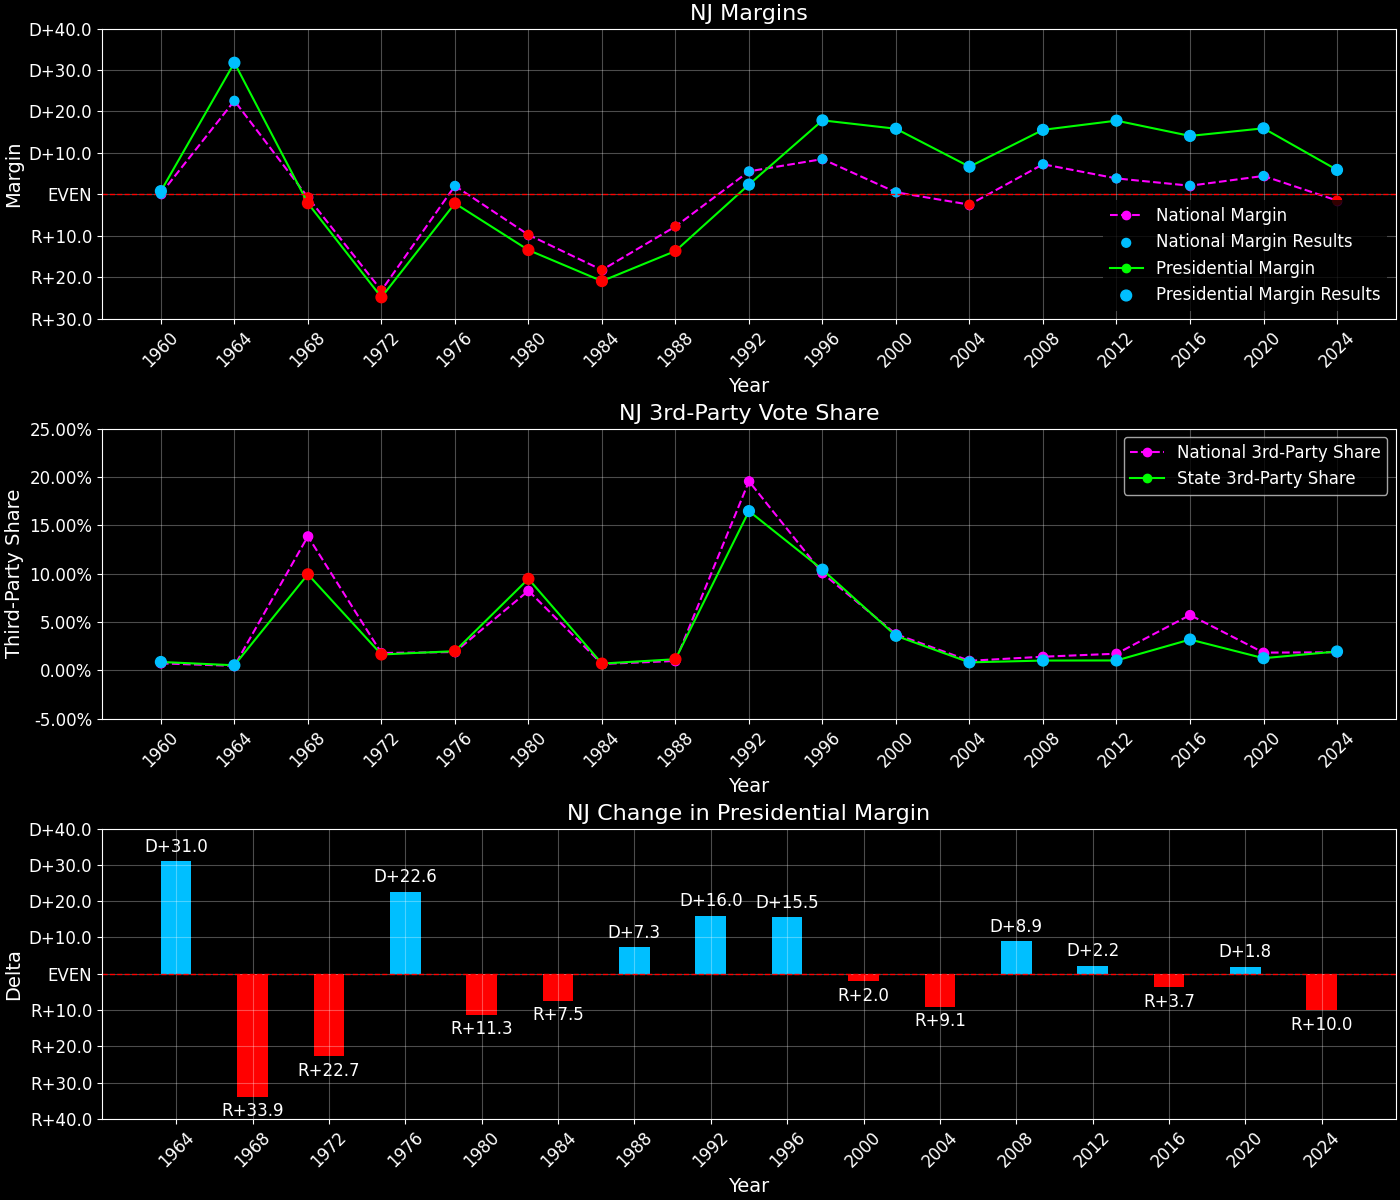 NJ Margins
D+40.0
D+30.0
D+20.0
D+10.0
EVEN
R+10.0
R+20.0
R+30.0
Margin
National Margin
National Margin Results
Presidential Margin
Presidential Margin Results
1960 1964 1968 1972 1976 1980 1984 1988 1992 1996 2000 2004 2008 2012 2016 2020 2024
Year
NJ 3rd-Party Vote Share
25.00%
20.00%
15.00%
10.00%
5.00%
0.00%
-5.00%
Third-Party Share
National 3rd-Party Share
State 3rd-Party Share
1960 1964 1968 1972 1976 1980 1984 1988 1992 1996 2000 2004 2008 2012 2016 2020 2024
Year
NJ Change in Presidential Margin
D+40.0
D+30.0
D+20.0
D+10.0
EVEN
R+10.0
R+20.0
R+30.0
R+40.0
Delta
D+31.0
R+33.9
R+22.7
D+22.6
R+11.3
R+7.5
D+7.3
D+16.0
D+15.5
R+2.0
R+9.1
D+8.9
D+2.2
R+3.7
D+1.8
R+10.0
1964 1968 1972 1976 1980 1984 1988 1992 1996 2000 2004 2008 2012 2016 2020 2024
Year